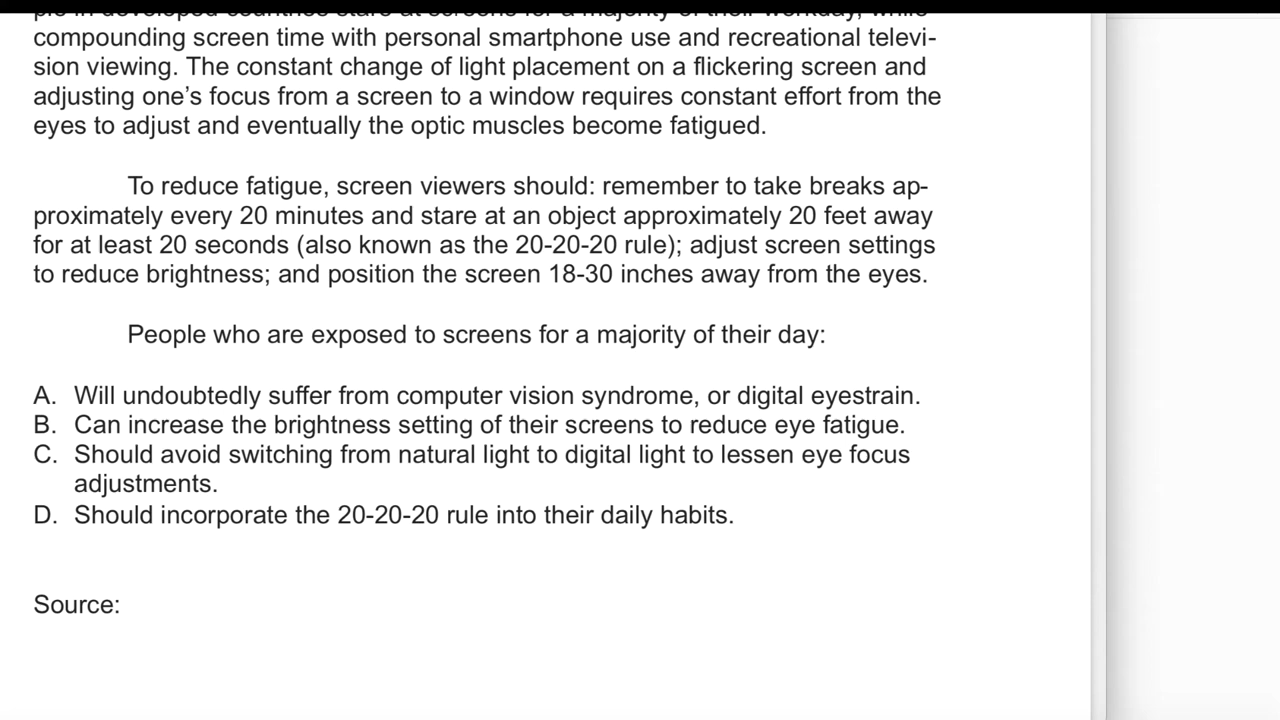 compounding screen time with personal smartphone use and recreational televi-
sion viewing. The constant change of light placement on a flickering screen and
adjusting one’s focus from a screen to a window requires constant effort from the
eyes to adjust and eventually the optic muscles become fatigued.
To reduce fatigue, screen viewers should: remember to take breaks ap-
proximately every 20 minutes and stare at an object approximately 20 feet away
for at least 20 seconds (also known as the 20-20-20 rule); adjust screen settings
to reduce brightness; and position the screen 18-30 inches away from the eyes.
People who are exposed to screens for a majority of their day:
A. Will undoubtedly suffer from computer vision syndrome, or digital eyestrain.
B. Can increase the brightness setting of their screens to reduce eye fatigue.
C. Should avoid switching from natural light to digital light to lessen eye focus
adjustments.
D. Should incorporate the 20-20-20 rule into their daily habits.
Source: